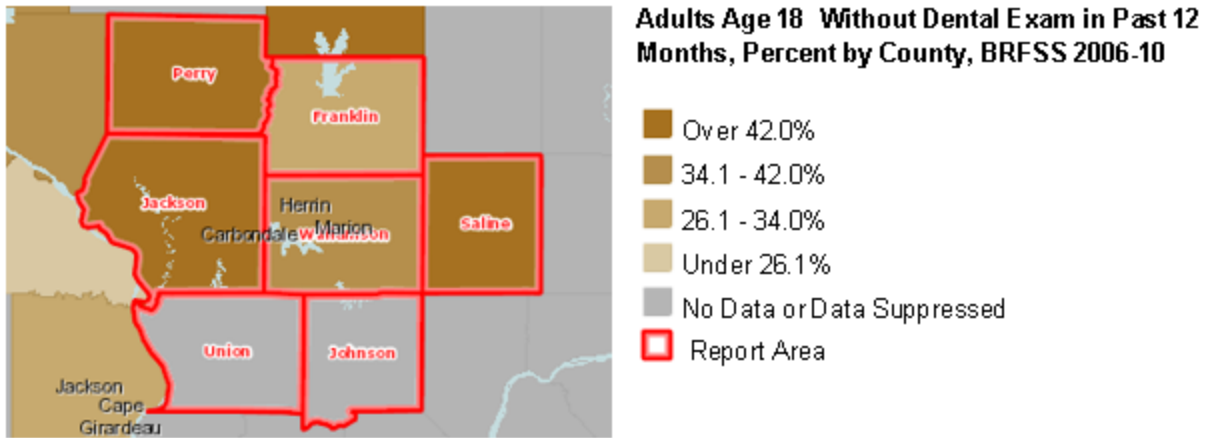 Adults Age 18 Without Dental Exam in Past 12
Months, Percent by County, BRFSS 2006-10
Perry
Franklin
Herrin
Jackson
Marion
Carbondale Williamson
Saline
Union
Johnson
Jackson
Cape
Girardeau
Over 42.0%
34.1 - 42.0%
26.1 - 34.0%
Under 26.1%
No Data or Data Suppressed
Report Area